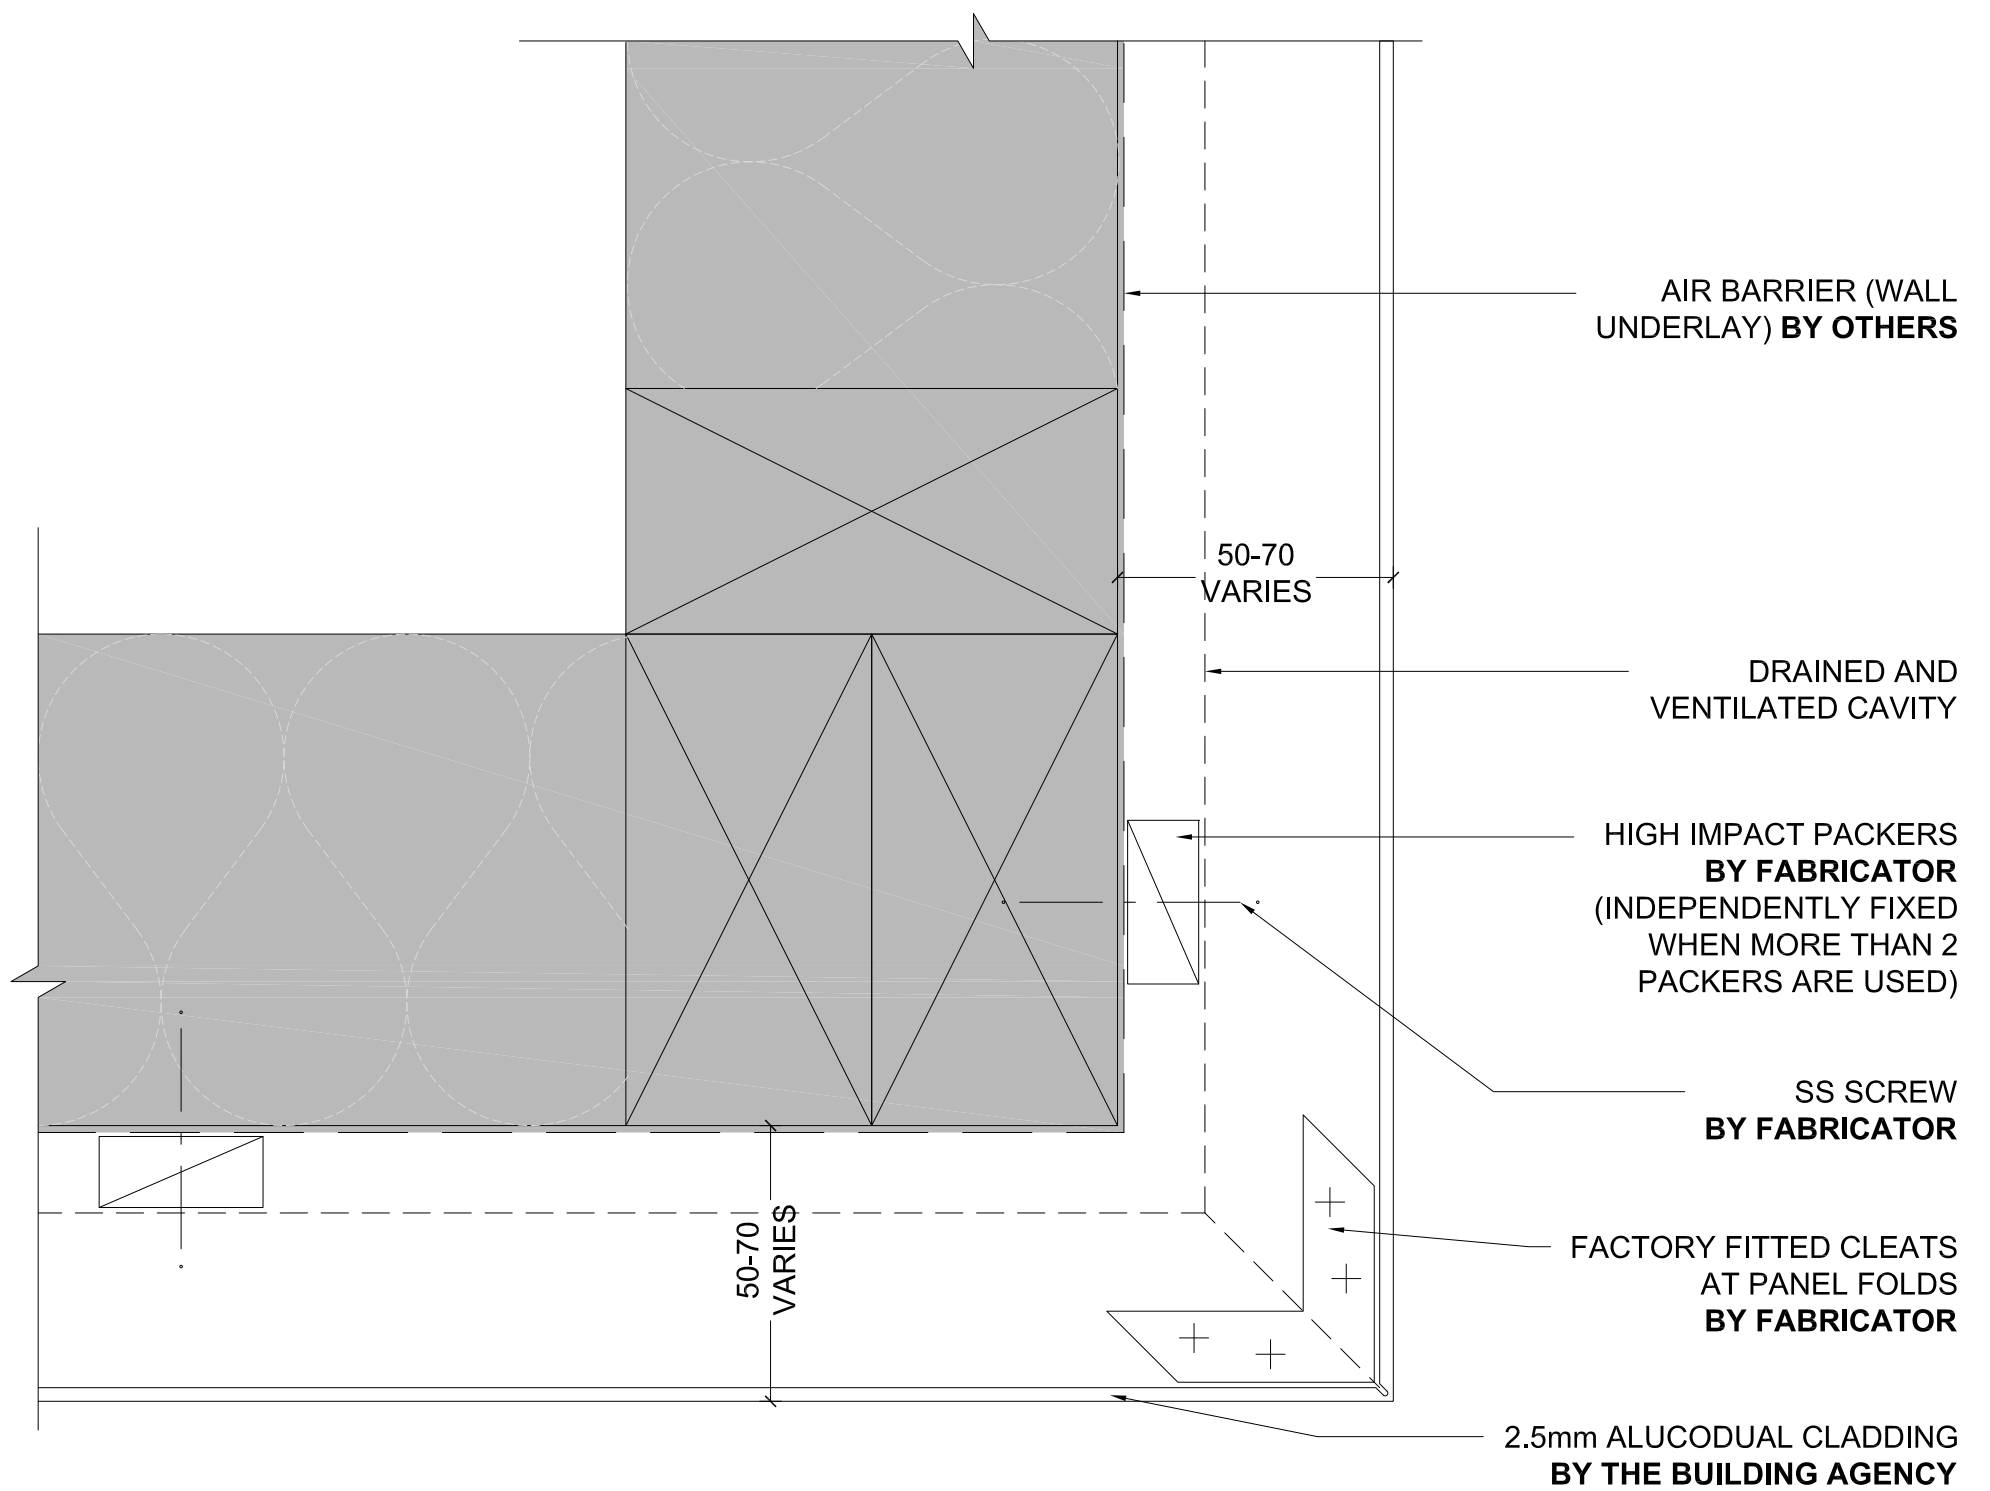 AIR BARRIER (WALL
UNDERLAY) BY OTHERS
50-70
VARIES
DRAINED AND
VENTILATED CAVITY
HIGH IMPACT PACKERS
BY FABRICATOR
(INDEPENDENTLY FIXED
WHEN MORE THAN 2
PACKERS ARE USED)
SS SCREW
BY FABRICATOR
50-70
VARIES
FACTORY FITTED CLEATS
AT PANEL FOLDS
BY FABRICATOR
2.5mm ALUCODUAL CLADDING
BY THE BUILDING AGENCY